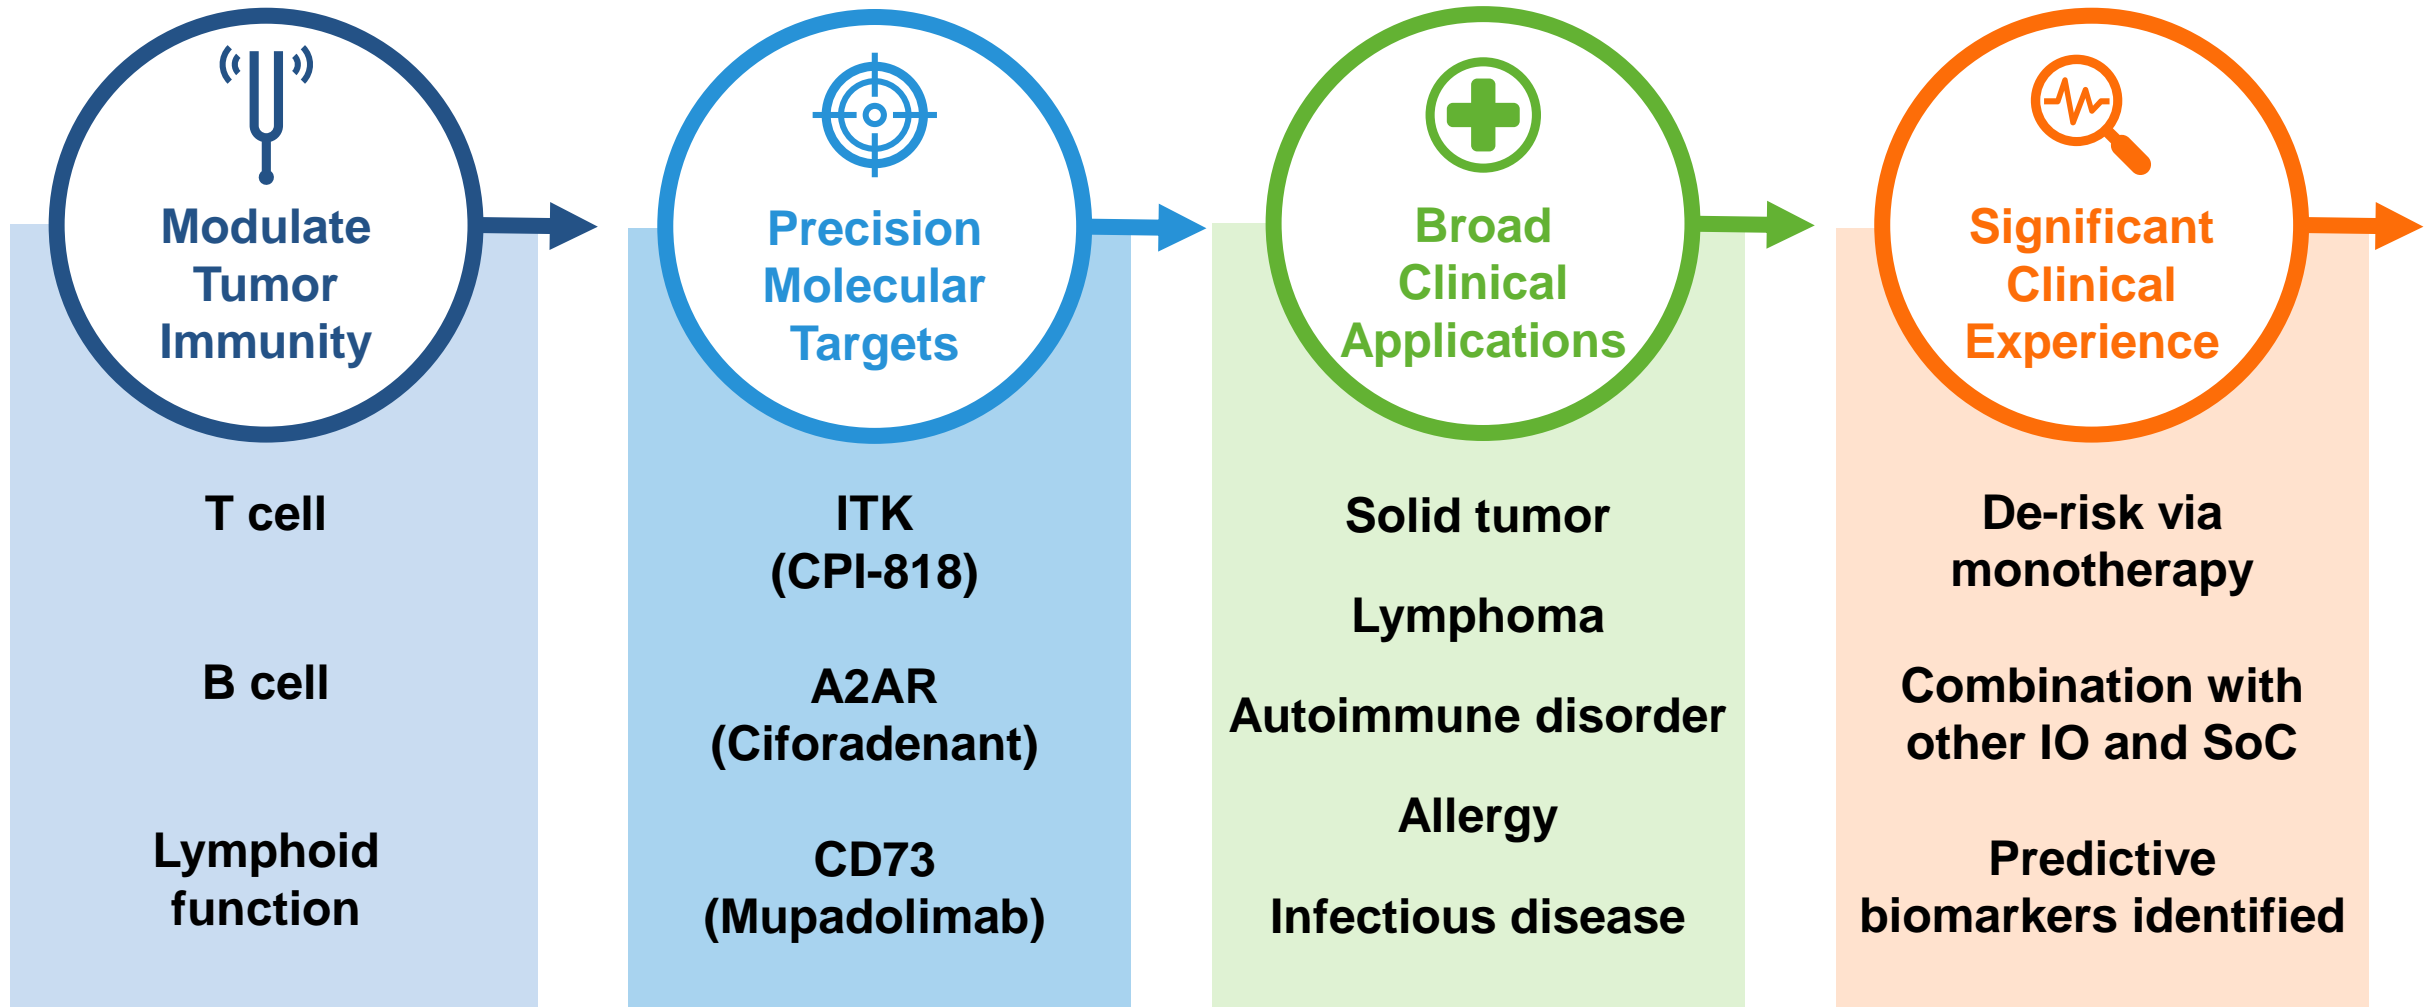 Modulate
Tumor
Immunity
T cell
B cell
Lymphoid
function
Precision
Molecular
Targets
ITK
(CPI-818)
A2AR
(Ciforadenant)
CD73
(Mupadolimab)
Broad
Clinical
Applications
Solid tumor
Lymphoma
Autoimmune disorder
Allergy
Infectious disease
Significant
Clinical
Experience
De-risk via
monotherapy
Combination with
other IO and SoC
Predictive
biomarkers identified